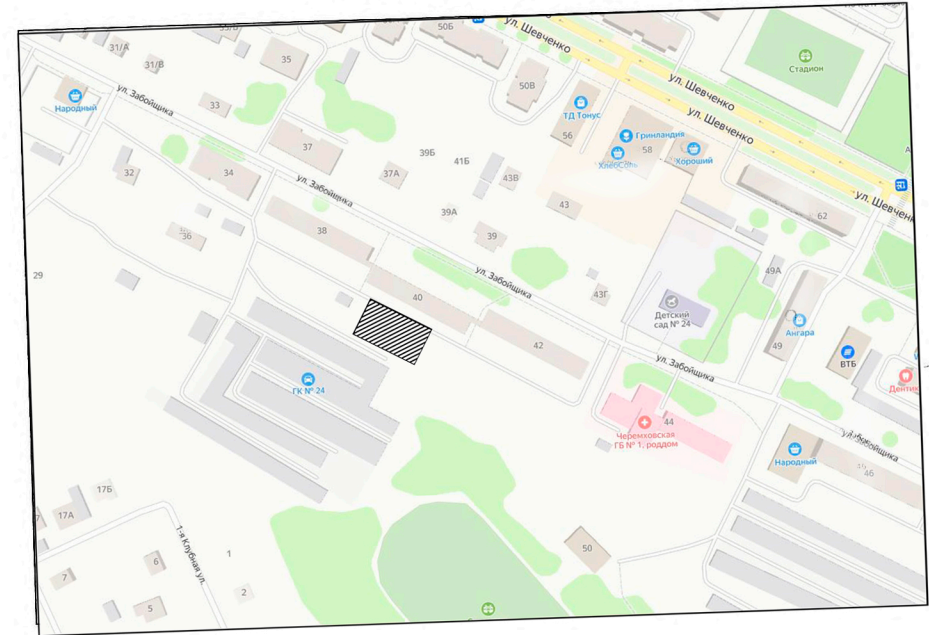 50Б
ул. Шевченко
31/А
31/В
35
50В
Стадион
ул. Шевченко
Народный
ул. Забойщика
33
ТД Тонус
56
Гринландия
58
ул. Шевченко
ХлебСоль
Хороший
37
39Б
41Б
32
34
37А
43В
ул. Забойщика
ул. Шевченк
43
39А
62
38
36
39
29
ул. Забойщика
49А
43Г
40
Детский
сад № 24
Ангара
42
49
ВТБ
ул. Забойщика
ГК № 24
Дентик
44
Черемховская
ГБ № 1, роддом
ул. Забойщика
Народный
46
17Б
17А
1-я Клубная ул.
50
1
6
7
2
5